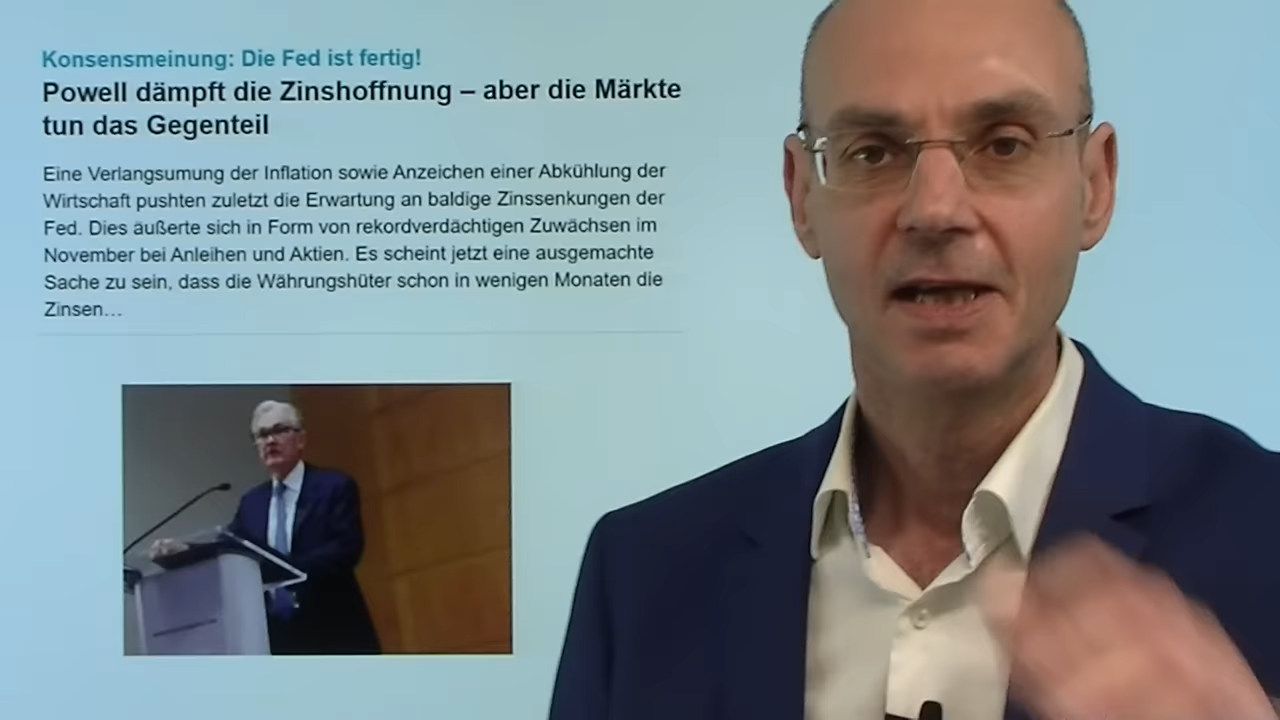 Konsensmeinung: Die Fed ist fertig!
Powell dämpft die Zinshoffnung – aber die Märkte
tun das Gegenteil
Eine Verlangsumung der Inflation sowie Anzeichen einer Abkühlung der
Wirtschaft pushten zuletzt die Erwartung an baldige Zinssenkungen der
Fed. Dies äußerte sich in Form von rekordverdächtigen Zuwächsen im
November bei Anleihen und Aktien. Es scheint jetzt eine ausgemachte
Sache zu sein, dass die Währungshüter schon in wenigen Monaten die
Zinsen…